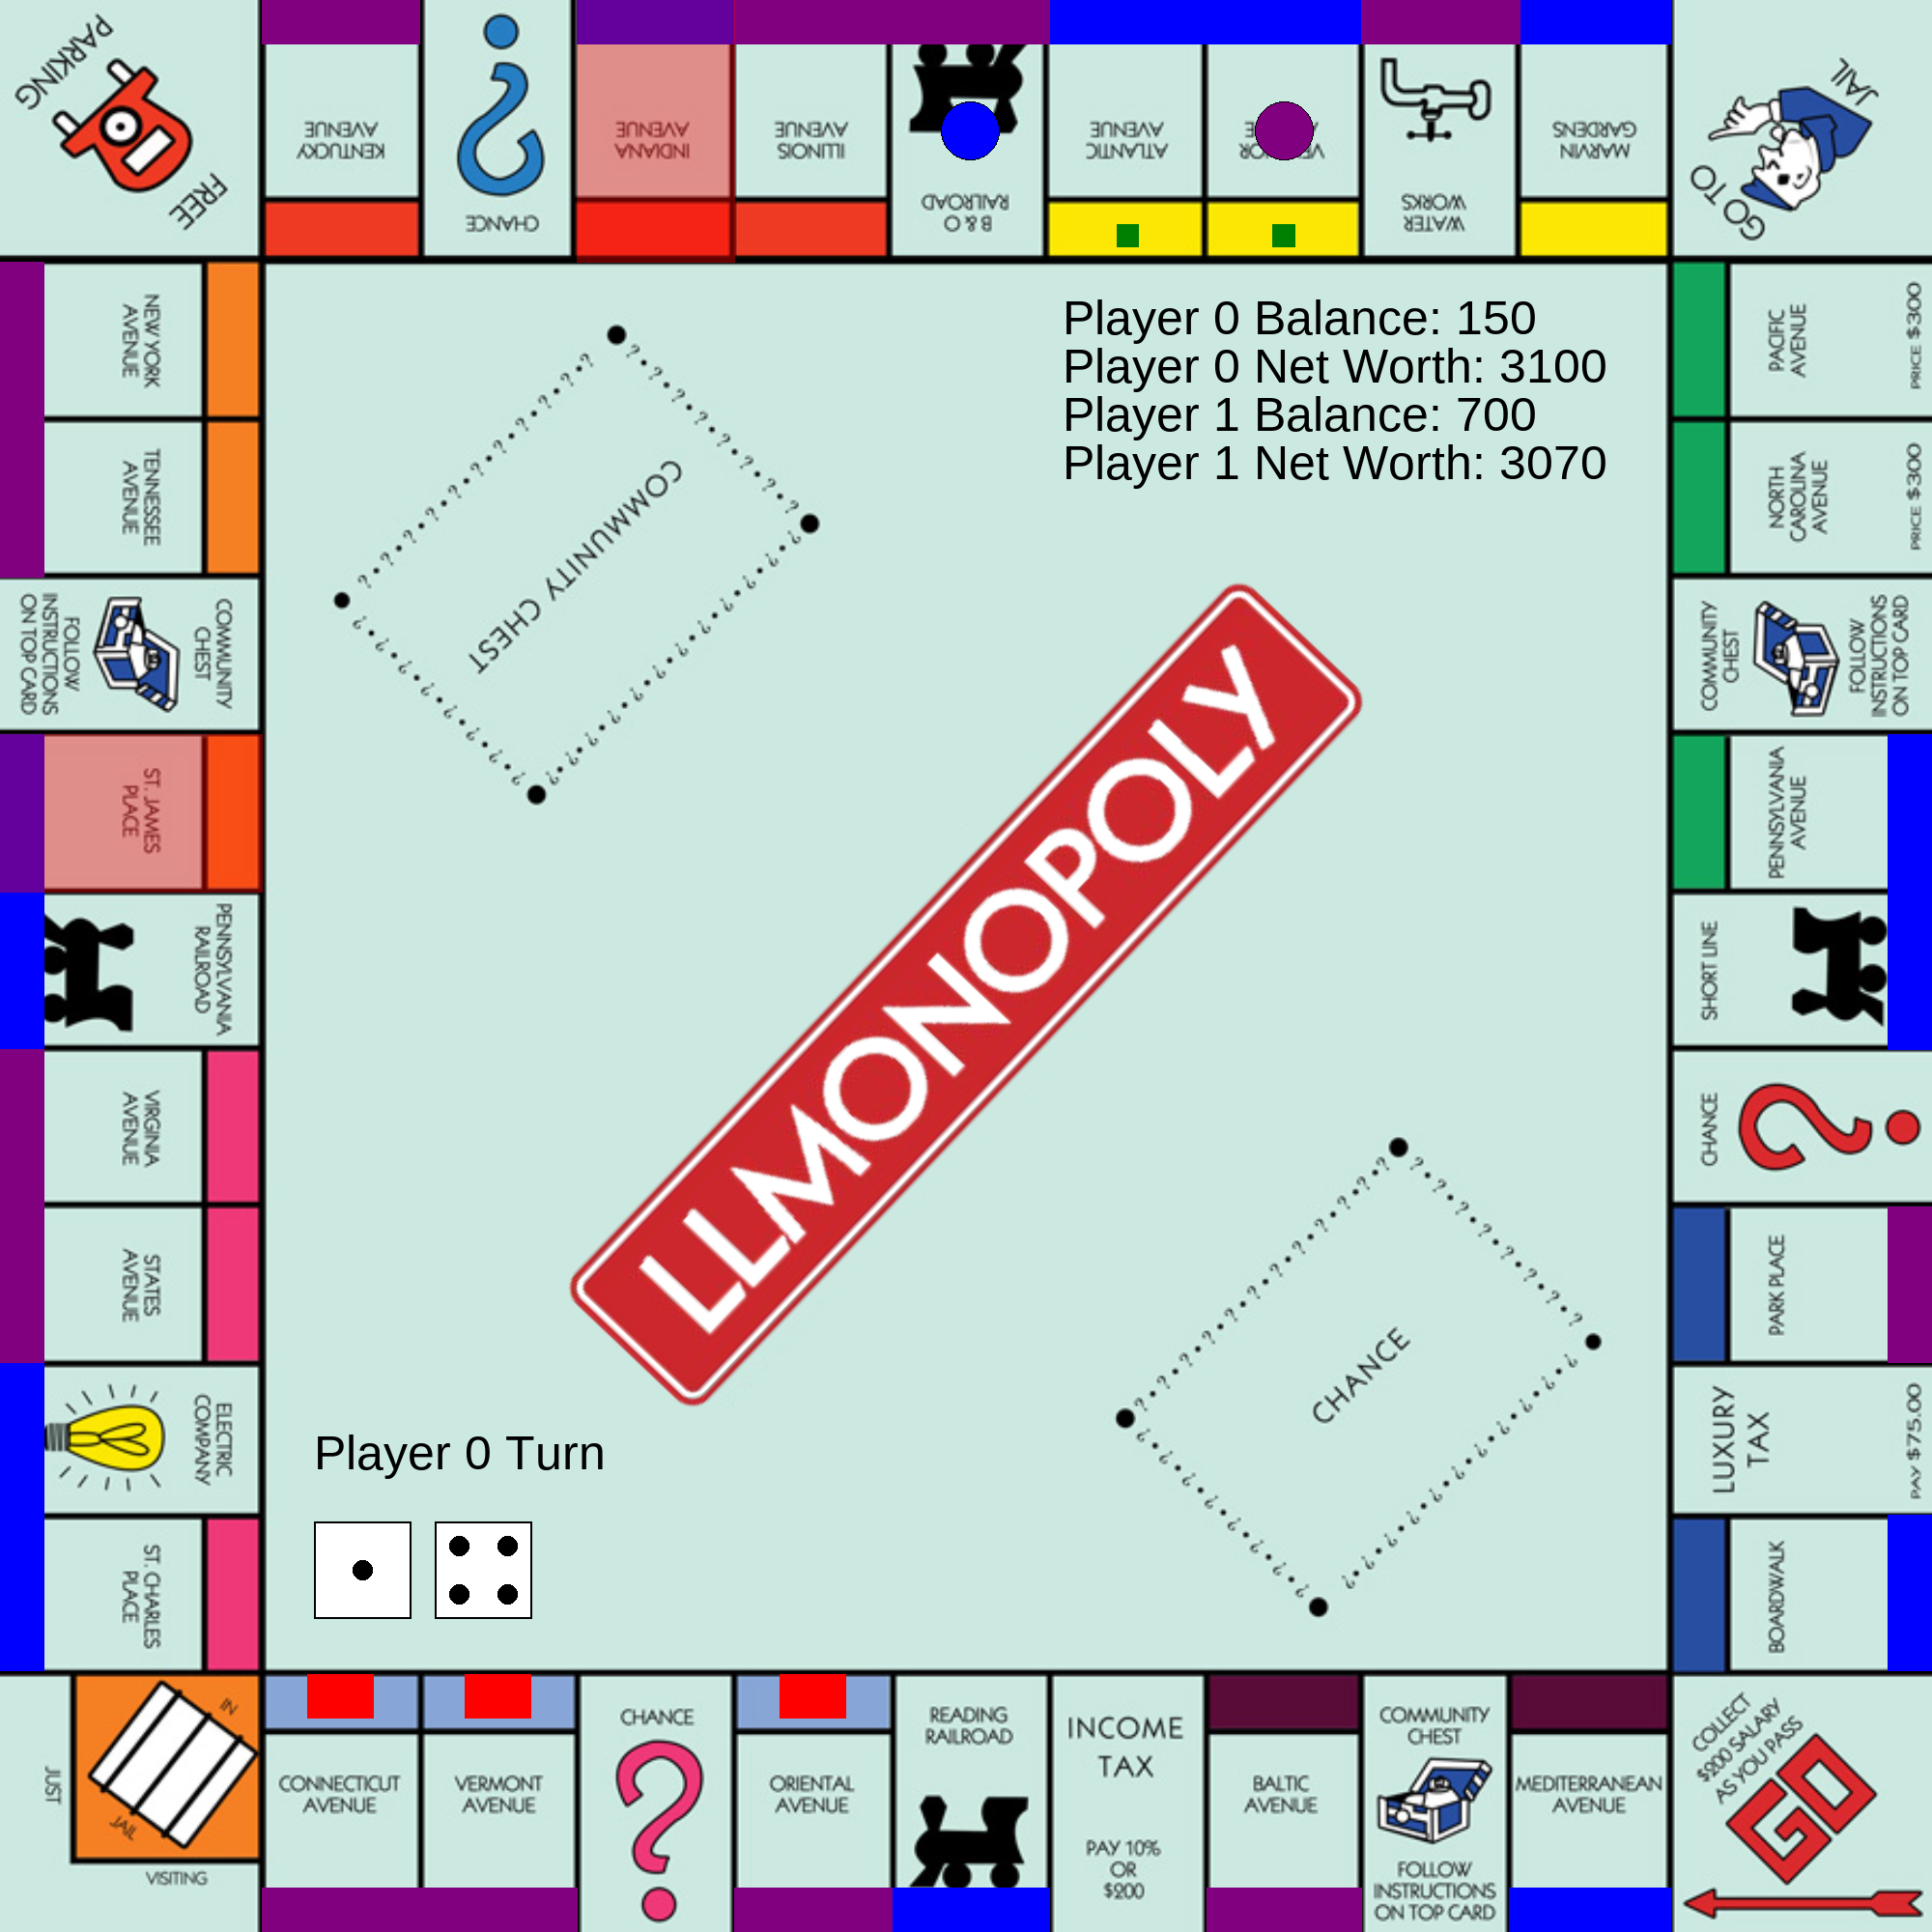 FREE
PARKING
KENTUCKY
AVENUE
CHANCE
INDIANA
AVENUE
ILLINOIS
AVENUE
B & O
RAILROAD
ATLANTIC
AVENUE
WATER
WORKS
MARVIN
GARDENS
GO TO
JAIL
NEW YORK
AVENUE
TENNESSEE
AVENUE
COMMUNITY
CHEST
FOLLOW
INSTRUCTIONS
ON TOP CARD
ST. JAMES
PLACE
PENNSYLVANIA
RAILROAD
VIRGINIA
AVENUE
STATES
AVENUE
ELECTRIC
COMPANY
ST. CHARLES
PLACE
Player 0 Balance: 150
Player 0 Net Worth: 3100
Player 1 Balance: 700
Player 1 Net Worth: 3070
COMMUNITY CHEST
LLMONOPOLY
CHANCE
Player 0 Turn
PACIFIC
AVENUE
PRICE $300
NORTH
CAROLINA
AVENUE
PRICE $300
COMMUNITY
CHEST
FOLLOW
INSTRUCTIONS
ON TOP CARD
PENNSYLVANIA
AVENUE
SHORT LINE
CHANCE
PARK PLACE
LUXURY
TAX
PAY $75.00
BOARDWALK
JUST
VISITING
IN
JAIL
CONNECTICUT
AVENUE
VERMONT
AVENUE
CHANCE
ORIENTAL
AVENUE
READING
RAILROAD
INCOME
TAX
PAY 10%
OR
$200
BALTIC
AVENUE
COMMUNITY
CHEST
FOLLOW
INSTRUCTIONS
ON TOP CARD
MEDITERRANEAN
AVENUE
COLLECT
$200 SALARY
AS YOU PASS
GO